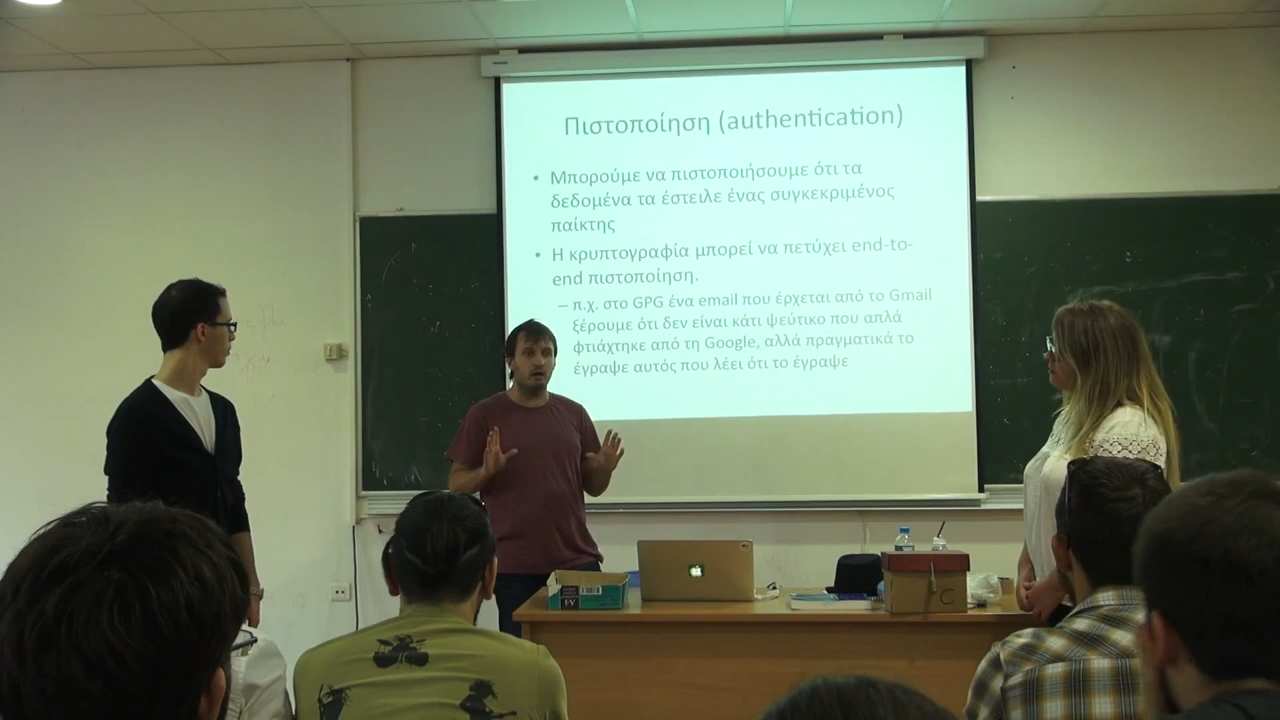 Πιστοποίηση (authentication)
• Μπορούμε να πιστοποιήσουμε ότι τα
δεδομένα τα έστειλε ένας συγκεκριμένος
παίκτης
• Η κρυπτογραφία μπορεί να πετύχει end-to-
end πιστοποίηση.
– π.χ. στο GPG ένα email που έρχεται από το Gmail
ξέρουμε ότι δεν είναι κάτι ψεύτικο που απλά
φτιάχτηκε από τη Google, αλλά πραγματικά το
έγραψε αυτός που λέει ότι το έγραψε
C